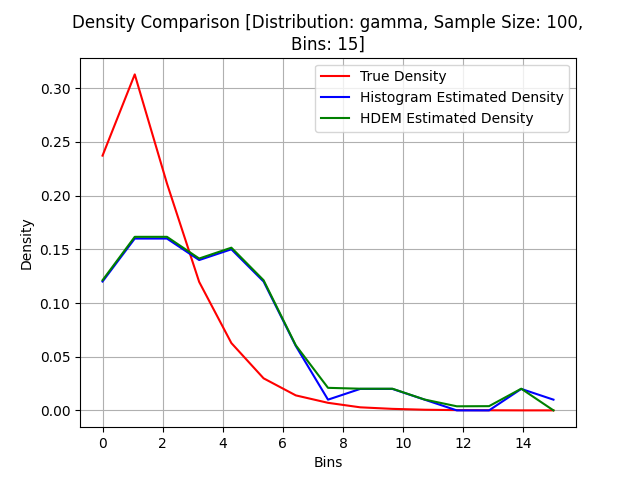 Density Comparison [Distribution: gamma, Sample Size: 100,
Bins: 15]
True Density
Histogram Estimated Density
HDEM Estimated Density
Density
0.30
0.25
0.20
0.15
0.10
0.05
0.00
0 2 4 6 8 10 12 14
Bins